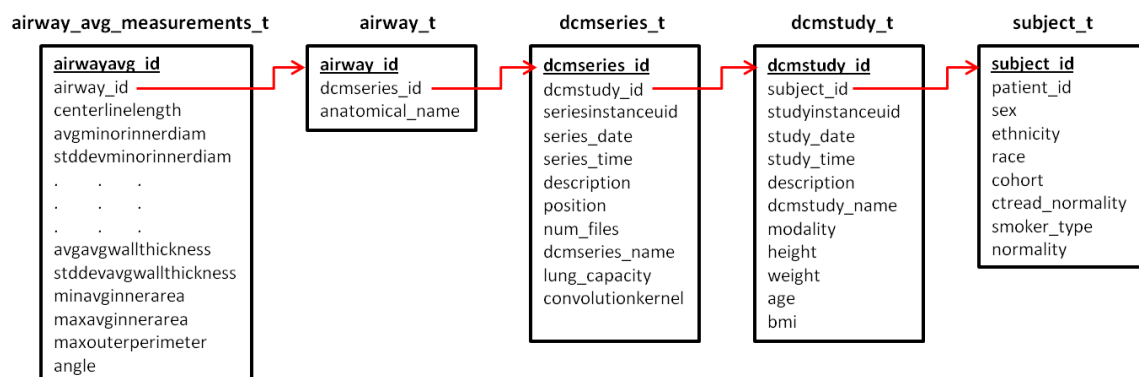 airway_avg_measurements_t
airwayavg_id
airway_id
centerlinelength
avgminorinnerdiam
stddevminorinnerdiam
. . .
. . .
. . .
avgavgwallthickness
stddevavgwallthickness
minavginnerarea
maxavginnerarea
maxouterperimeter
angle
airway_t
airway_id
dcmseries_id
anatomical_name
dcmseries_t
dcmseries_id
dcmstudy_id
seriesinstanceuid
series_date
series_time
description
position
num_files
dcmseries_name
lung_capacity
convolutionkernel
dcmstudy_t
dcmstudy_id
subject_id
studyinstanceuid
study_date
study_time
description
dcmstudy_name
modality
height
weight
age
bmi
subject_t
subject_id
patient_id
sex
ethnicity
race
cohort
ctread_normality
smoker_type
normality